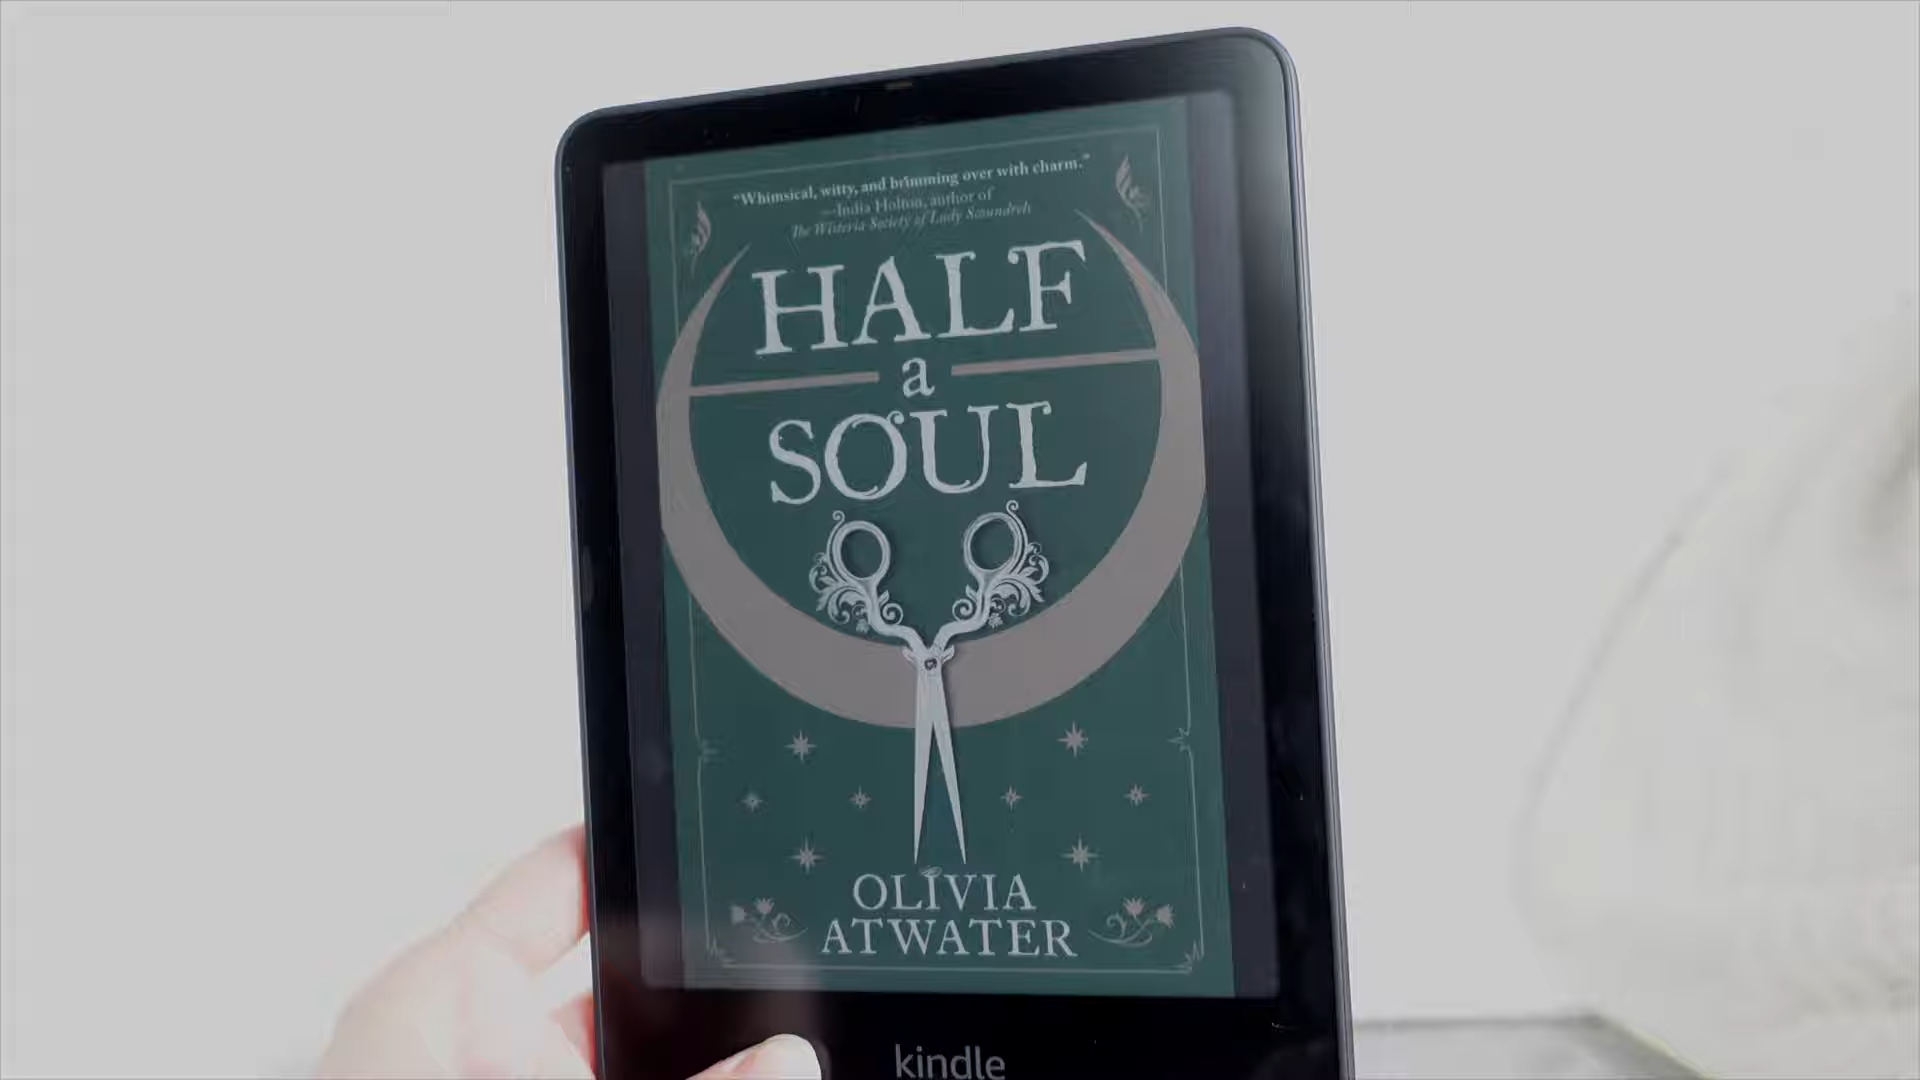 “Whimsical, witty, and brimming over with charm.”
—India Holton, author of
The Wisteria Society of Lady Scoundrels
HALF
a
SOUL
OLIVIA
ATWATER
kindle